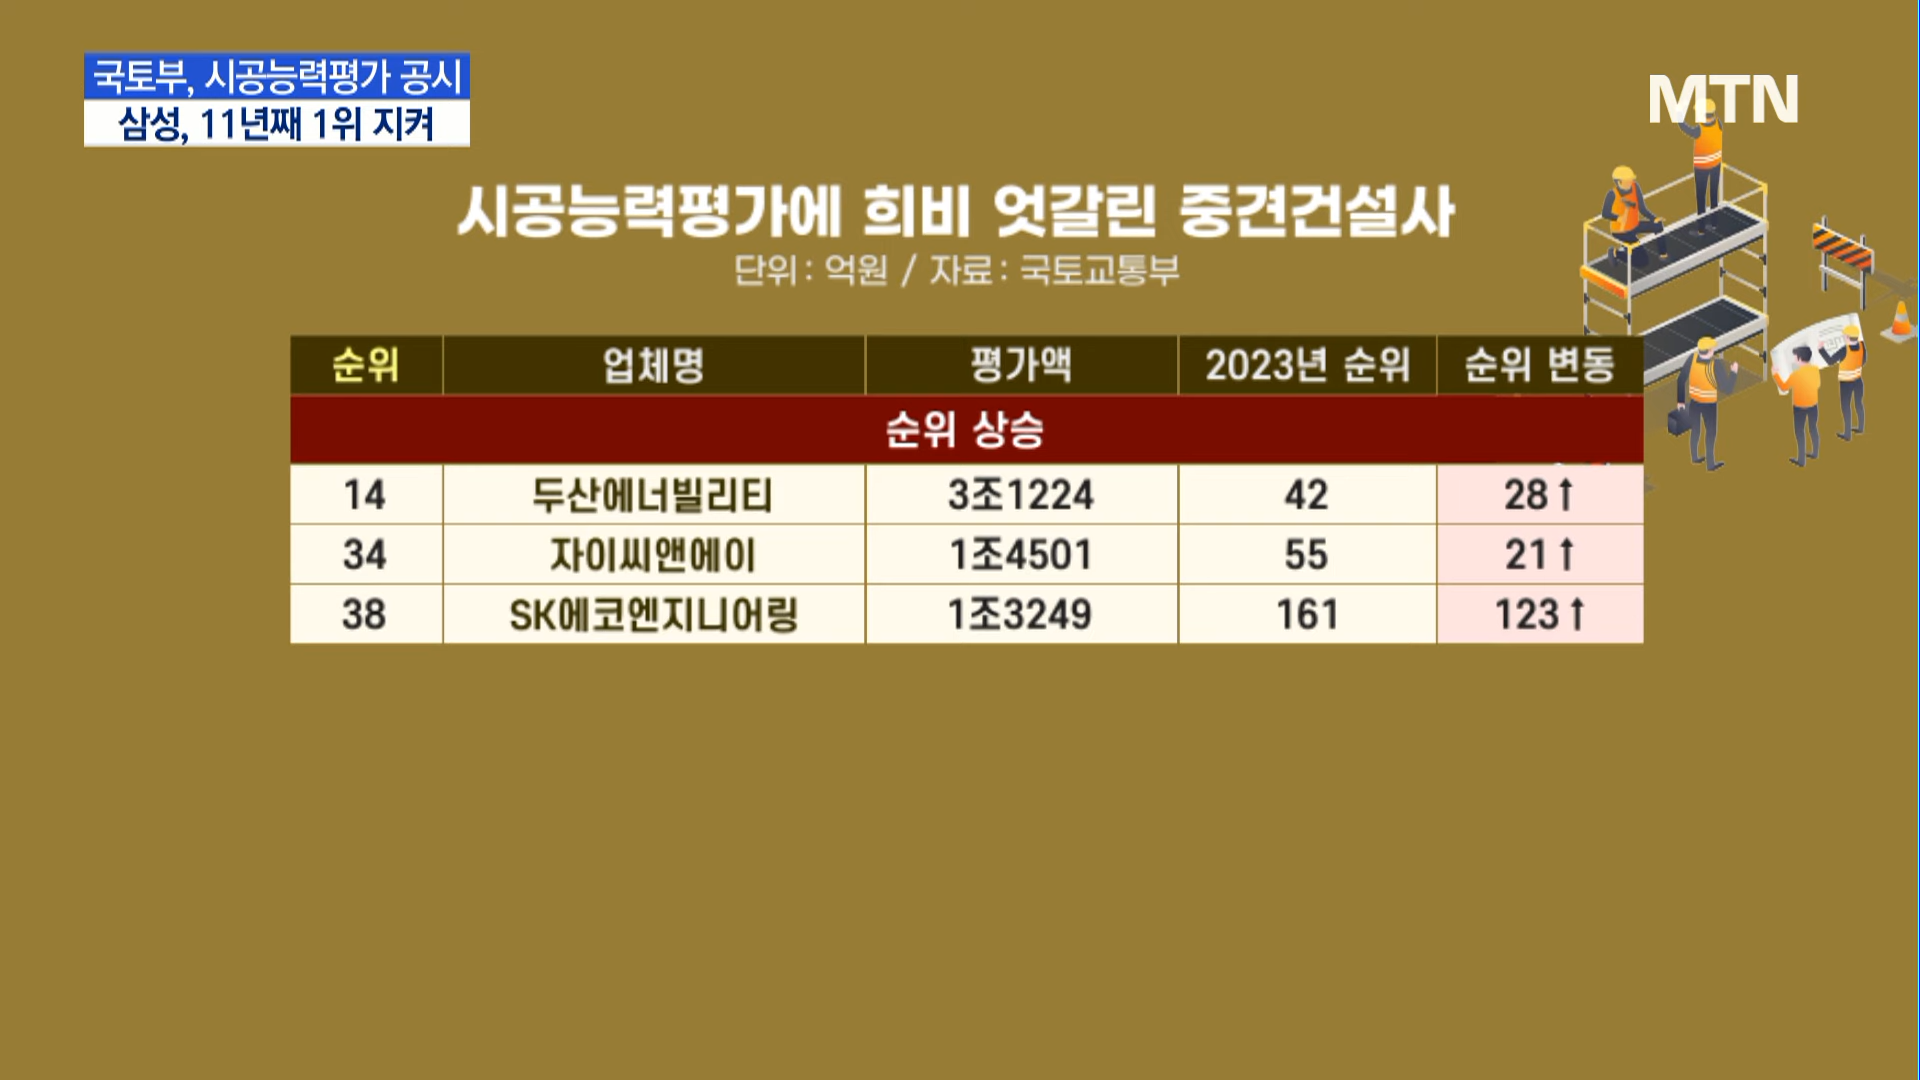 국토부, 시공능력평가 공시
삼성, 11년째 1위 지켜
MTN
시공능력평가에 희비 엇갈린 중견건설사
단위 : 억원 / 자료 : 국토교통부
순위 업체명 평가액 2023년 순위 순위 변동
순위 상승
14 두산에너빌리티 3조1224 42 28↑
34 자이씨앤에이 1조4501 55 21↑
38 SK에코엔지니어링 1조3249 161 123↑